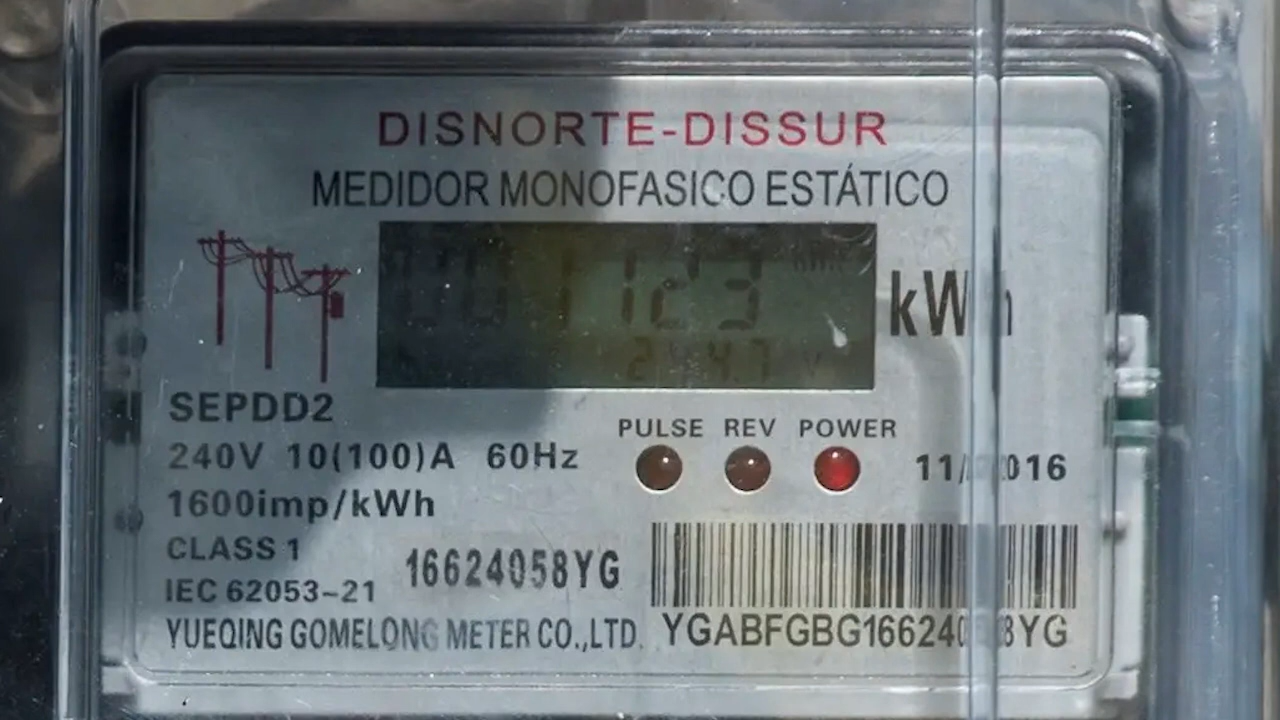 DISNORTE-DISSUR
MEDIDOR MONOFASICO ESTÁTICO
kWh
SEPDD2
240V 10(100)A 60Hz
PULSE REV POWER
1600imp/kWh
CLASS 1
16624058YG
IEC 62053~21
YUEQING GOMELONG METER CO.,LTD.